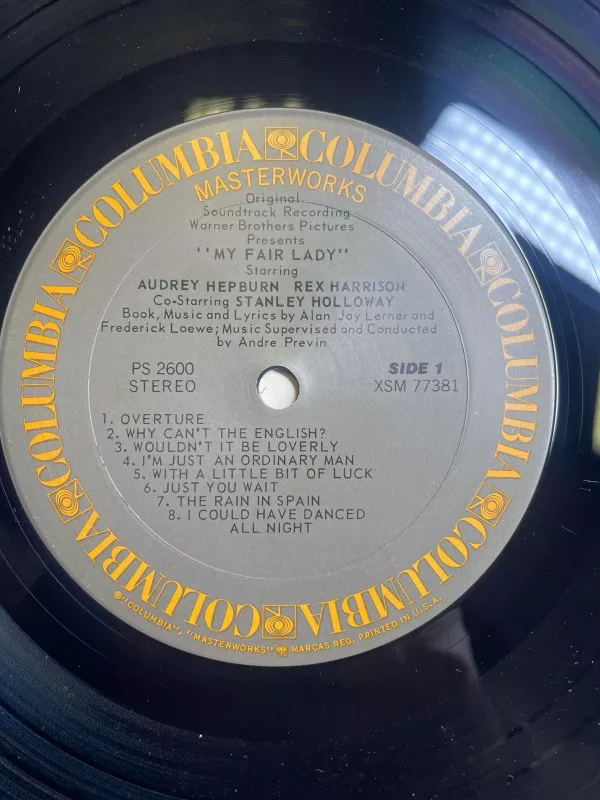 COLUMBIA COLUMBIA COLUMBIA COLUMBIA COLUMBIA COLUMBIA COLUMBIA COLUMBIA
MASTERWORKS
Original
Soundtrack Recording
Warner Brothers Pictures
Presents
"MY FAIR LADY"
Starring
AUDREY HEPBURN REX HARRISON
Co-Starring STANLEY HOLLOWAY
Book, Music and Lyrics by Alan Jay Lerner and
Frederick Loewe; Music Supervised and Conducted
by Andre Previn
PS 2600 SIDE 1
STEREO XSM 77381
1. OVERTURE
2. WHY CAN'T THE ENGLISH?
3. WOULDN'T IT BE LOVERLY
4. I'M JUST AN ORDINARY MAN
5. WITH A LITTLE BIT OF LUCK
6. JUST YOU WAIT
7. THE RAIN IN SPAIN
8. I COULD HAVE DANCED
ALL NIGHT
®"COLUMBIA", "MASTERWORKS" MARCAS REG. PRINTED IN U.S.A.